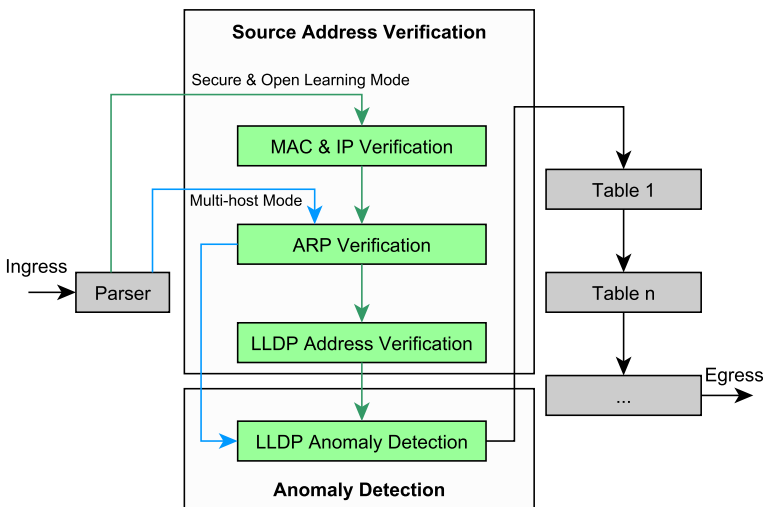 Source Address Verification
Secure & Open Learning Mode
MAC & IP Verification
Multi-host Mode
ARP Verification
Ingress
Parser
LLDP Address Verification
LLDP Anomaly Detection
Anomaly Detection
Table 1
Table n
...
Egress